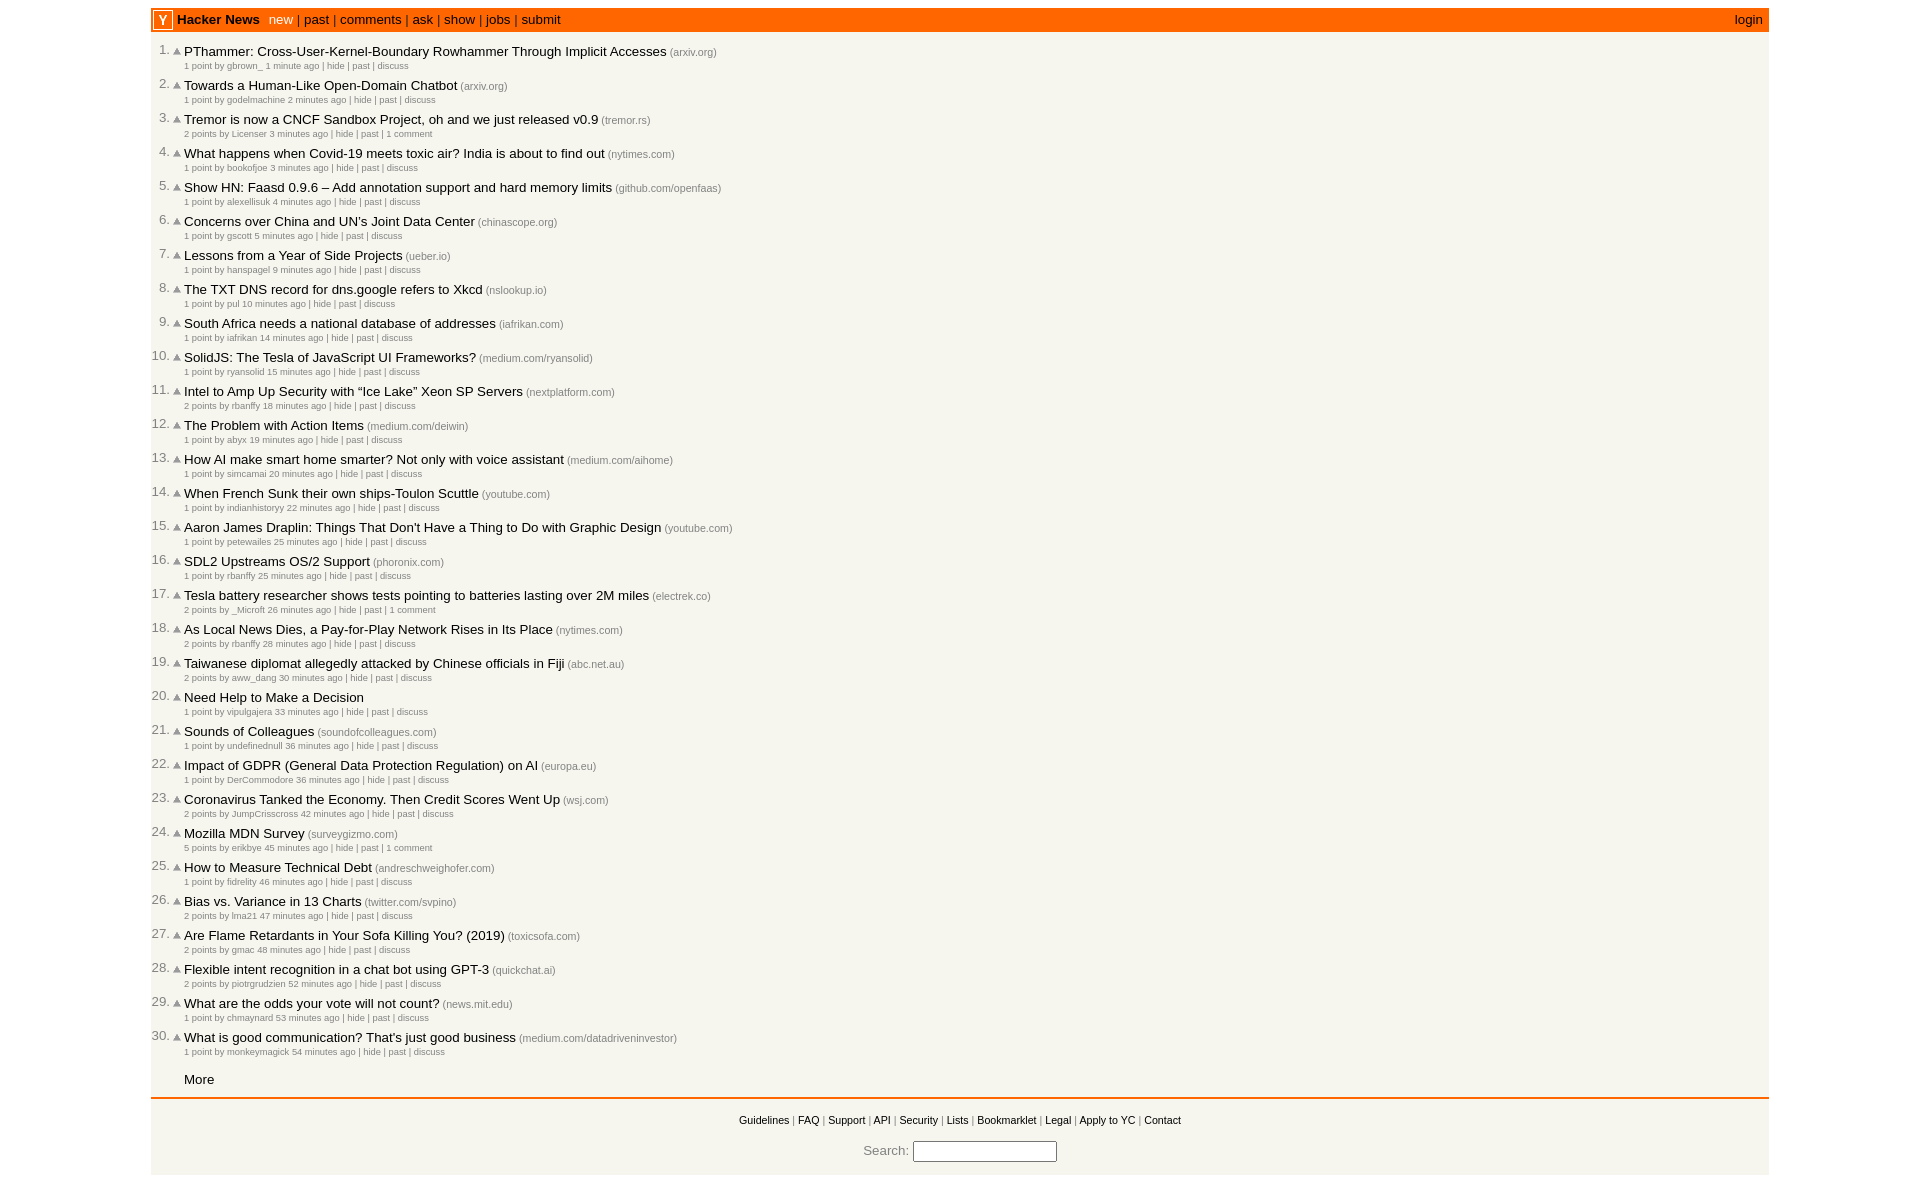 Y Hacker News new | past | comments | ask | show | jobs | submit login
1. PThammer: Cross-User-Kernel-Boundary Rowhammer Through Implicit Accesses (arxiv.org)
1 point by gbrown_ 1 minute ago | hide | past | discuss
2. Towards a Human-Like Open-Domain Chatbot (arxiv.org)
1 point by godelmachine 2 minutes ago | hide | past | discuss
3. Tremor is now a CNCF Sandbox Project, oh and we just released v0.9 (tremor.rs)
2 points by Licenser 3 minutes ago | hide | past | 1 comment
4. What happens when Covid-19 meets toxic air? India is about to find out (nytimes.com)
1 point by bookofjoe 3 minutes ago | hide | past | discuss
5. Show HN: Faasd 0.9.6 – Add annotation support and hard memory limits (github.com/openfaas)
1 point by alexellisuk 4 minutes ago | hide | past | discuss
6. Concerns over China and UN’s Joint Data Center (chinascope.org)
1 point by gscott 5 minutes ago | hide | past | discuss
7. Lessons from a Year of Side Projects (ueber.io)
1 point by hanspagel 9 minutes ago | hide | past | discuss
8. The TXT DNS record for dns.google refers to Xkcd (nslookup.io)
1 point by pul 10 minutes ago | hide | past | discuss
9. South Africa needs a national database of addresses (iafrikan.com)
1 point by iafrikan 14 minutes ago | hide | past | discuss
10. SolidJS: The Tesla of JavaScript UI Frameworks? (medium.com/ryansolid)
1 point by ryansolid 15 minutes ago | hide | past | discuss
11. Intel to Amp Up Security with “Ice Lake” Xeon SP Servers (nextplatform.com)
2 points by rbanffy 18 minutes ago | hide | past | discuss
12. The Problem with Action Items (medium.com/deiwin)
1 point by abyx 19 minutes ago | hide | past | discuss
13. How AI make smart home smarter? Not only with voice assistant (medium.com/aihome)
1 point by simcamai 20 minutes ago | hide | past | discuss
14. When French Sunk their own ships-Toulon Scuttle (youtube.com)
1 point by indianhistoryy 22 minutes ago | hide | past | discuss
15. Aaron James Draplin: Things That Don't Have a Thing to Do with Graphic Design (youtube.com)
1 point by petewailes 25 minutes ago | hide | past | discuss
16. SDL2 Upstreams OS/2 Support (phoronix.com)
1 point by rbanffy 25 minutes ago | hide | past | discuss
17. Tesla battery researcher shows tests pointing to batteries lasting over 2M miles (electrek.co)
2 points by _Microft 26 minutes ago | hide | past | 1 comment
18. As Local News Dies, a Pay-for-Play Network Rises in Its Place (nytimes.com)
2 points by rbanffy 28 minutes ago | hide | past | discuss
19. Taiwanese diplomat allegedly attacked by Chinese officials in Fiji (abc.net.au)
2 points by aww_dang 30 minutes ago | hide | past | discuss
20. Need Help to Make a Decision
1 point by vipulgajera 33 minutes ago | hide | past | discuss
21. Sounds of Colleagues (soundofcolleagues.com)
1 point by undefinednull 36 minutes ago | hide | past | discuss
22. Impact of GDPR (General Data Protection Regulation) on AI (europa.eu)
1 point by DerCommodore 36 minutes ago | hide | past | discuss
23. Coronavirus Tanked the Economy. Then Credit Scores Went Up (wsj.com)
2 points by JumpCrisscross 42 minutes ago | hide | past | discuss
24. Mozilla MDN Survey (surveygizmo.com)
5 points by erikbye 45 minutes ago | hide | past | 1 comment
25. How to Measure Technical Debt (andreschweighofer.com)
1 point by fidrelity 46 minutes ago | hide | past | discuss
26. Bias vs. Variance in 13 Charts (twitter.com/svpino)
2 points by lma21 47 minutes ago | hide | past | discuss
27. Are Flame Retardants in Your Sofa Killing You? (2019) (toxicsofa.com)
2 points by gmac 48 minutes ago | hide | past | discuss
28. Flexible intent recognition in a chat bot using GPT-3 (quickchat.ai)
2 points by piotrgrudzien 52 minutes ago | hide | past | discuss
29. What are the odds your vote will not count? (news.mit.edu)
1 point by chmaynard 53 minutes ago | hide | past | discuss
30. What is good communication? That's just good business (medium.com/datadriveninvestor)
1 point by monkeymagick 54 minutes ago | hide | past | discuss
More
Guidelines | FAQ | Support | API | Security | Lists | Bookmarklet | Legal | Apply to YC | Contact
Search: